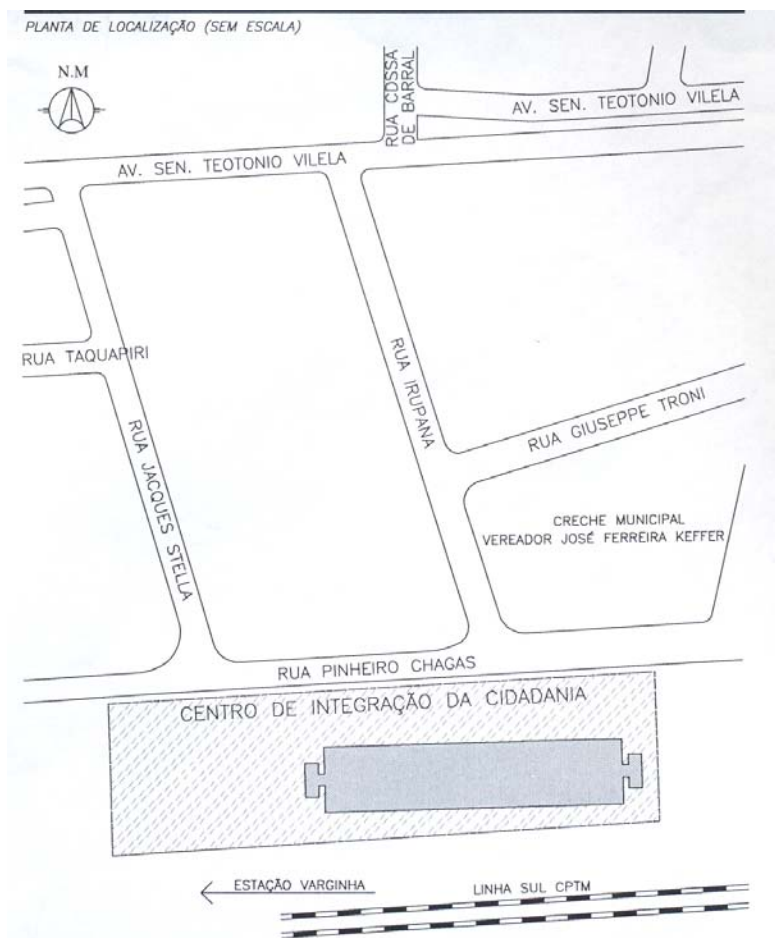 PLANTA DE LOCALIZAÇÃO (SEM ESCALA)
N.M
RUA CDSSA
DE BARRAL
AV. SEN. TEOTONIO VILELA
AV. SEN. TEOTONIO VILELA
RUA TAQUAPIRI
RUA IRUPANA
RUA GIUSEPPE TRONI
RUA JACQUES STELLA
CRECHE MUNICIPAL
VEREADOR JOSÉ FERREIRA KEFFER
RUA PINHEIRO CHAGAS
CENTRO DE INTEGRAÇÃO DA CIDÁDANIA
ESTAÇÃO VARGINHA
LINHA SUL CPTM